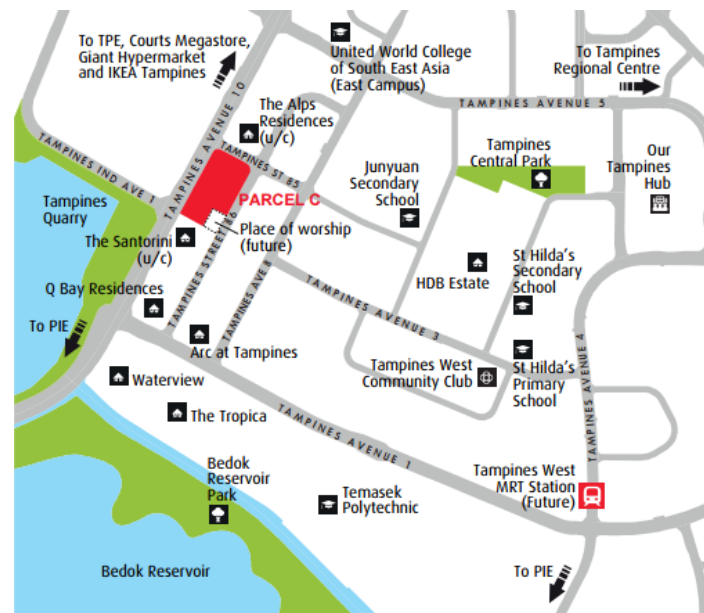 To TPE, Courts Megastore,
Giant Hypermarket
and IKEA Tampines
United World College
of South East Asia
(East Campus)
To Tampines
Regional Centre
TAMPINES AVENUE 10
TAMPINES AVENUE 5
The Alps
Residences
(u/c)
TAMPINES IND AVE 1
TAMPINES ST 85
Tampines
Central Park
Our
Tampines
Hub
Junyuan
Secondary
School
Tampines
Quarry
PARCEL C
Place of worship
(future)
The Santorini
(u/c)
TAMPINES STREET 86
TAMPINES AVE 8
HDB Estate
St Hilda's
Secondary
School
Q Bay Residences
TAMPINES AVENUE 3
To PIE
Arc at Tampines
TAMPINES AVENUE 4
Tampines West
Community Club
St Hilda's
Primary
School
Waterview
The Tropica
TAMPINES AVENUE 1
Bedok
Reservoir
Park
Temasek
Polytechnic
Tampines West
MRT Station
(Future)
Bedok Reservoir
To PIE